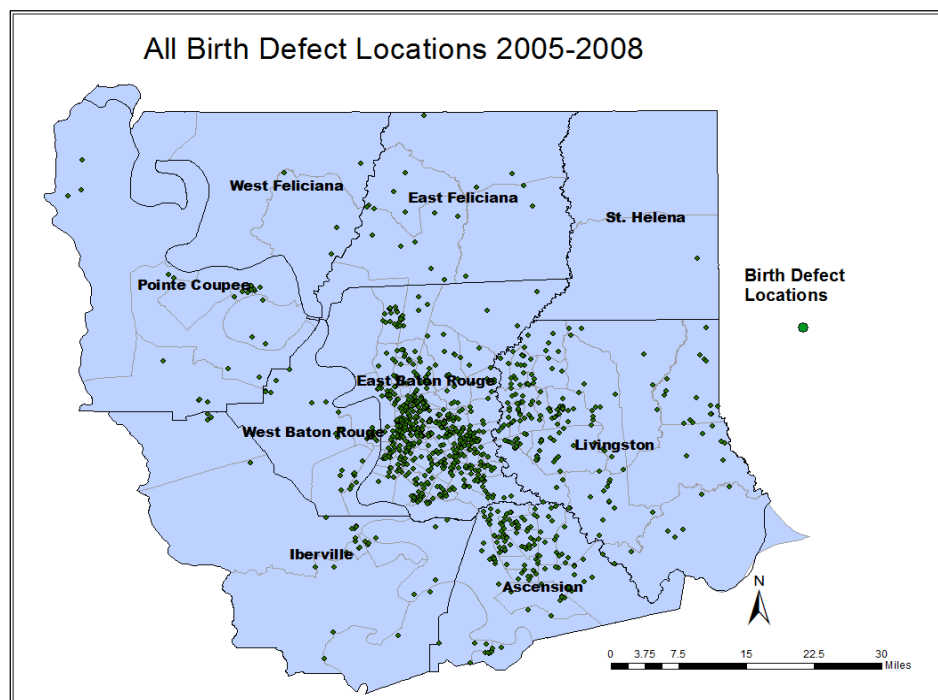 All Birth Defect Locations 2005-2008
West Feliciana
East Feliciana
St. Helena
Pointe Coupee
Birth Defect
Locations
East Baton Rouge
West Baton Rouge
Livingston
Iberville
Ascension
N
0 3.75 7.5 15 22.5 30
Miles